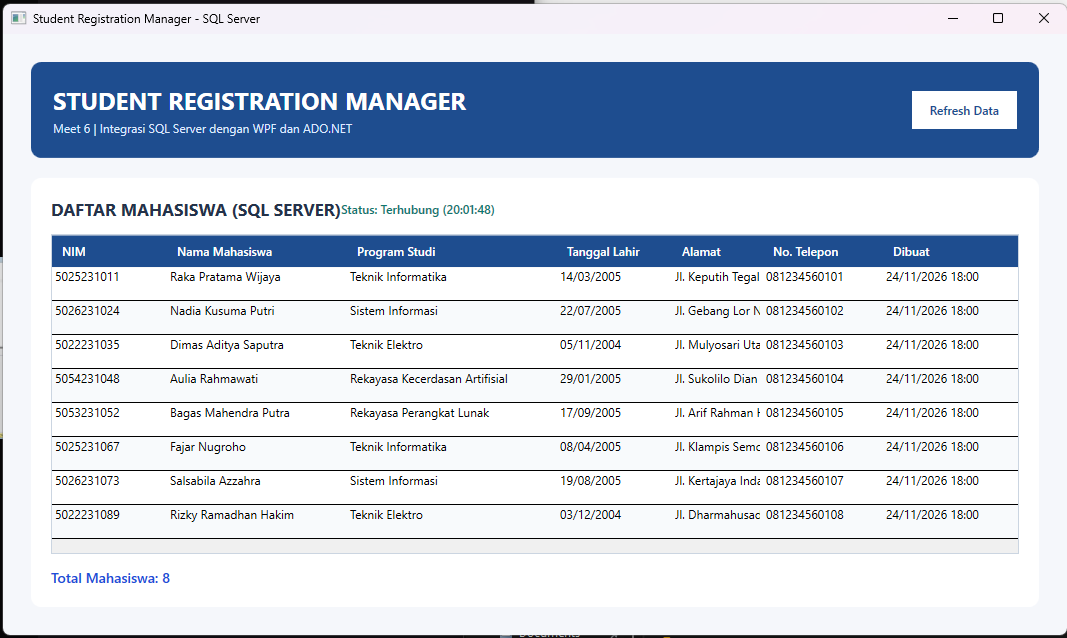 Student Registration Manager - SQL Server
STUDENT REGISTRATION MANAGER
Meet 6 | Integrasi SQL Server dengan WPF dan ADO.NET
Refresh Data
DAFTAR MAHASISWA (SQL SERVER) Status: Terhubung (20:01:48)
NIM Nama Mahasiswa Program Studi Tanggal Lahir Alamat No. Telepon Dibuat
5025231011 Raka Pratama Wijaya Teknik Informatika 14/03/2005 Jl. Keputih Tegal 081234560101 24/11/2026 18:00
5026231024 Nadia Kusuma Putri Sistem Informasi 22/07/2005 Jl. Gebang Lor 081234560102 24/11/2026 18:00
5022231035 Dimas Aditya Saputra Teknik Elektro 05/11/2004 Jl. Mulyosari Uta 081234560103 24/11/2026 18:00
5054231048 Aulia Rahmawati Rekayasa Kecerdasan Artifisial 29/01/2005 Jl. Sukolilo Dian 081234560104 24/11/2026 18:00
5053231052 Bagas Mahendra Putra Rekayasa Perangkat Lunak 17/09/2005 Jl. Arif Rahman 081234560105 24/11/2026 18:00
5025231067 Fajar Nugroho Teknik Informatika 08/04/2005 Jl. Klampis Semo 081234560106 24/11/2026 18:00
5026231073 Salsabila Azzahra Sistem Informasi 19/08/2005 Jl. Kertajaya Inda 081234560107 24/11/2026 18:00
5022231089 Rizky Ramadhan Hakim Teknik Elektro 03/12/2004 Jl. Dharmahusac 081234560108 24/11/2026 18:00
Total Mahasiswa: 8